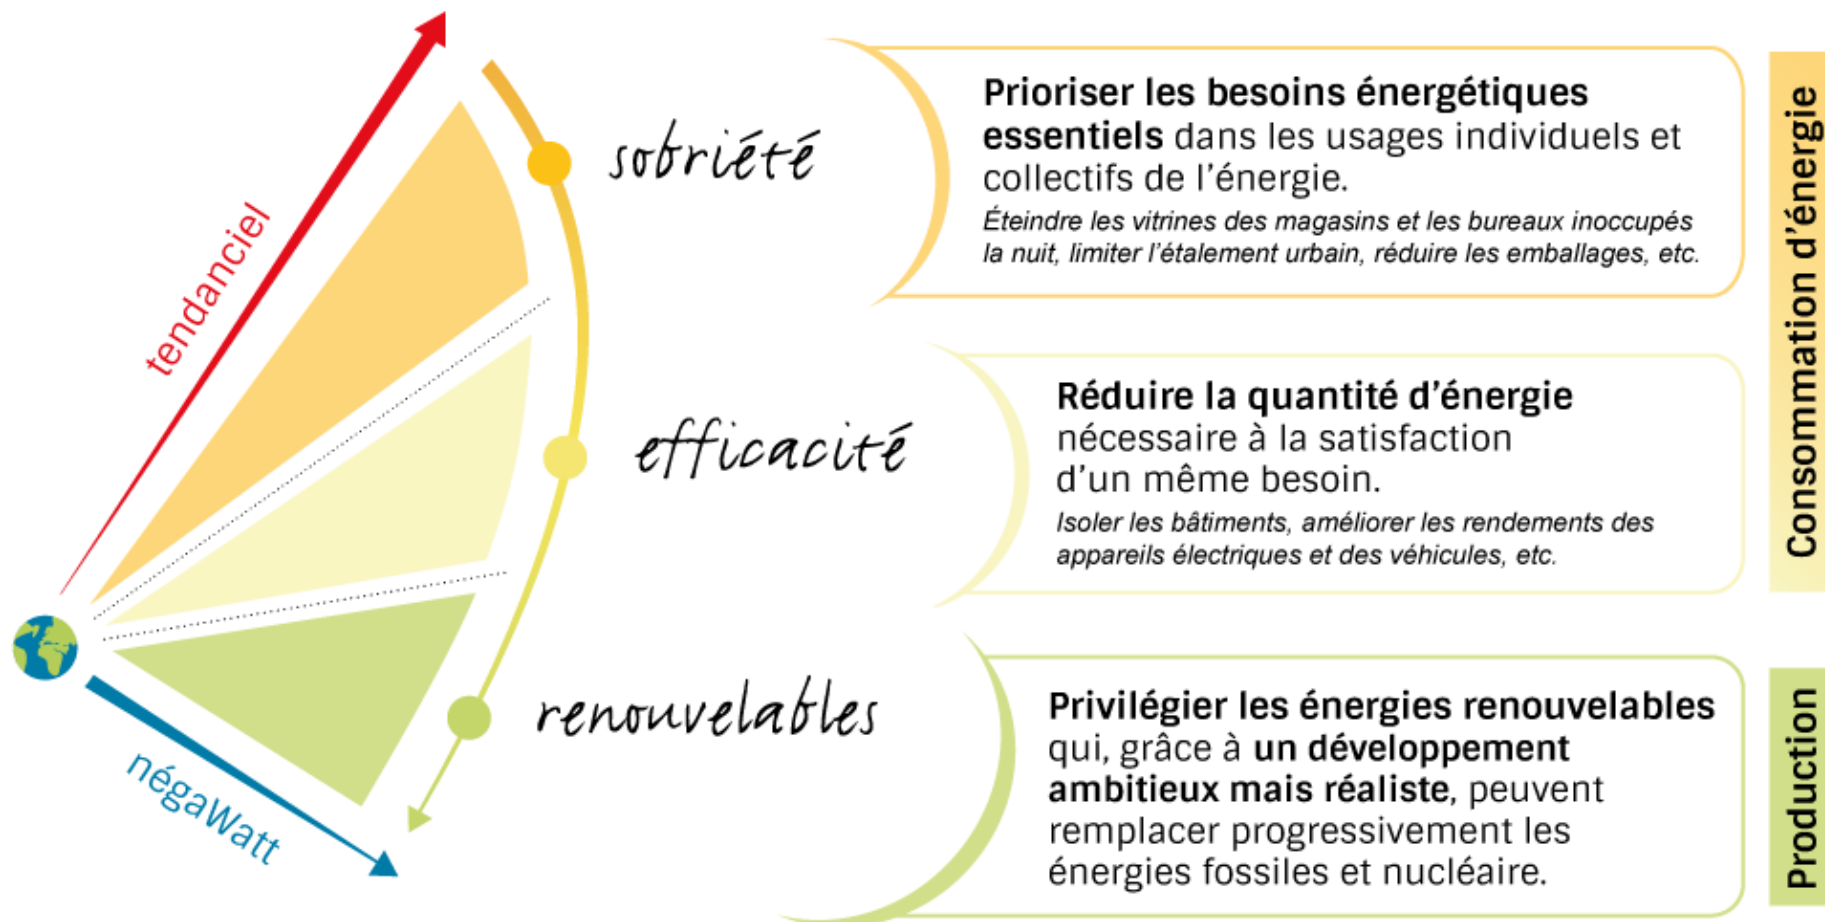 tendanciel
négaWatt
sobriété
Prioriser les besoins énergétiques
essentiels dans les usages individuels et
collectifs de l’énergie.
Éteindre les vitrines des magasins et les bureaux inoccupés
la nuit, limiter l’étalement urbain, réduire les emballages, etc.
efficacité
Réduire la quantité d’énergie
nécessaire à la satisfaction
d’un même besoin.
Isoler les bâtiments, améliorer les rendements des
appareils électriques et des véhicules, etc.
Consommation d’énergie
renouvelables
Privilégier les énergies renouvelables
qui, grâce à un développement
ambitieux mais réaliste, peuvent
remplacer progressivement les
énergies fossiles et nucléaire.
Production